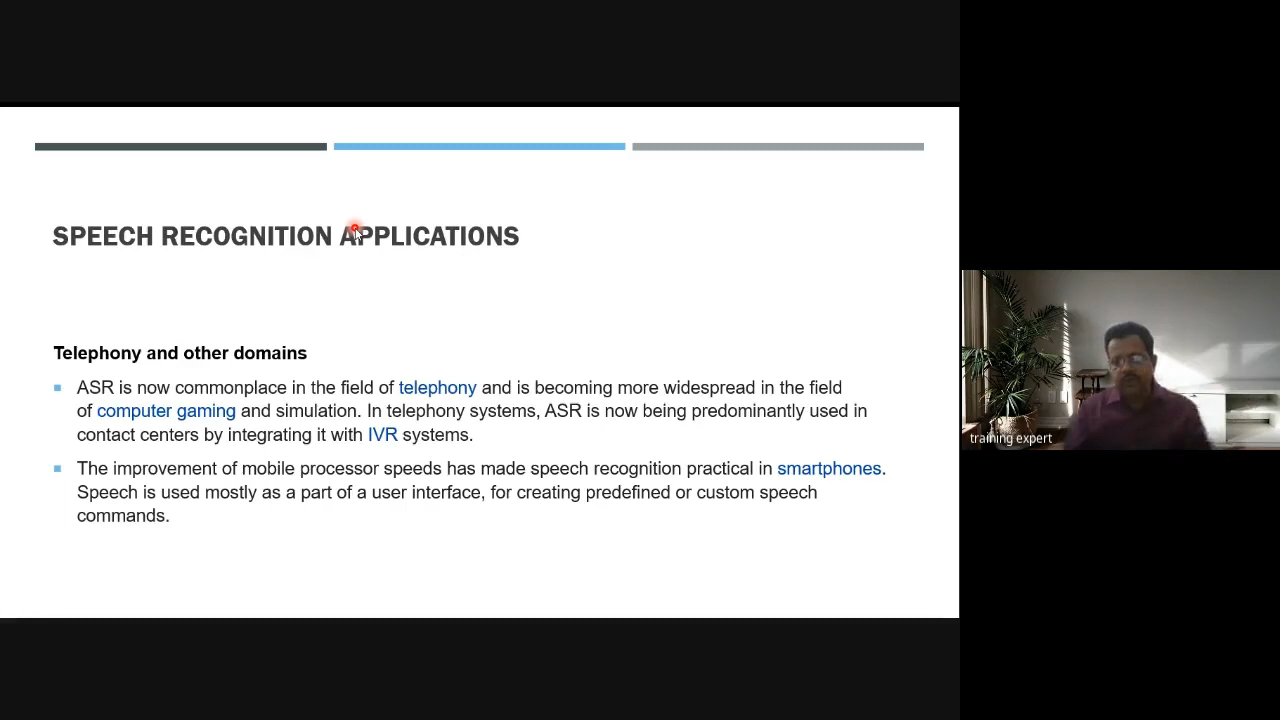 SPEECH RECOGNITION APPLICATIONS
Telephony and other domains
ASR is now commonplace in the field of telephony and is becoming more widespread in the field
of computer gaming and simulation. In telephony systems, ASR is now being predominantly used in
contact centers by integrating it with IVR systems.
The improvement of mobile processor speeds has made speech recognition practical in smartphones.
Speech is used mostly as a part of a user interface, for creating predefined or custom speech
commands.
training expert